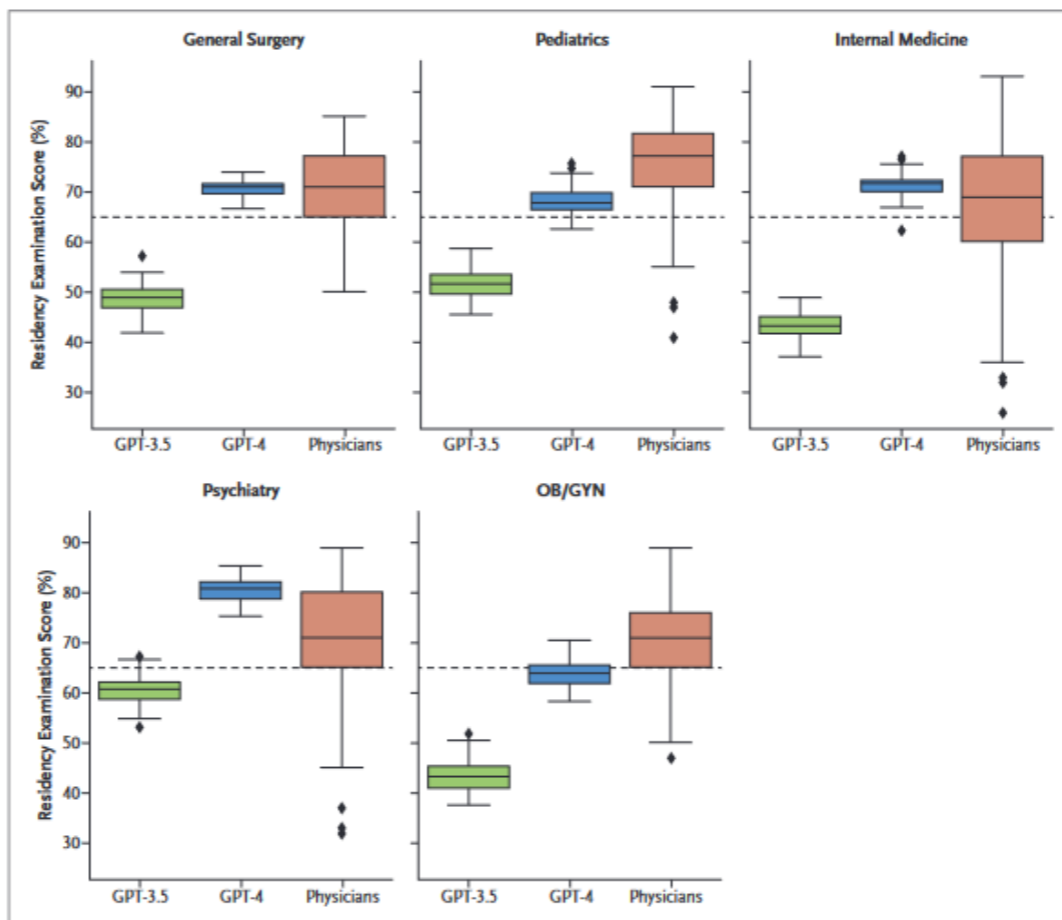 General Surgery
Pediatrics
Internal Medicine
Residency Examination Score (%)
90
80
70
60
50
40
30
GPT-3.5 GPT-4 Physicians
GPT-3.5 GPT-4 Physicians
GPT-3.5 GPT-4 Physicians
Psychiatry
OB/GYN
Residency Examination Score (%)
90
80
70
60
50
40
30
GPT-3.5 GPT-4 Physicians
GPT-3.5 GPT-4 Physicians